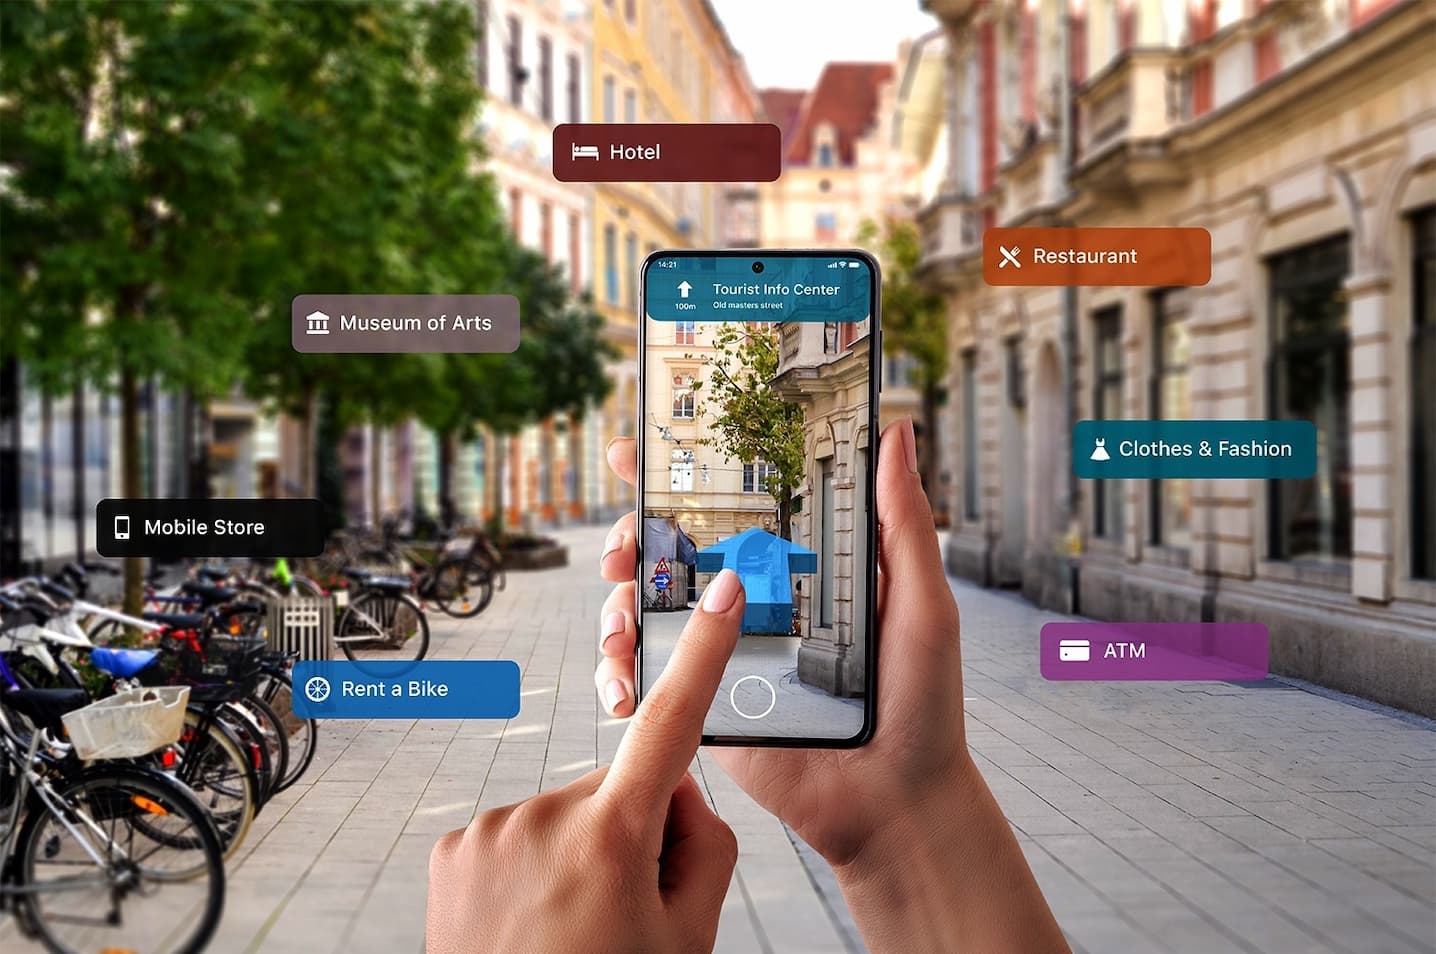 Hotel
Restaurant
14:21
Tourist Info Center
100m
Old masters street
Museum of Arts
Clothes & Fashion
Mobile Store
ATM
Rent a Bike